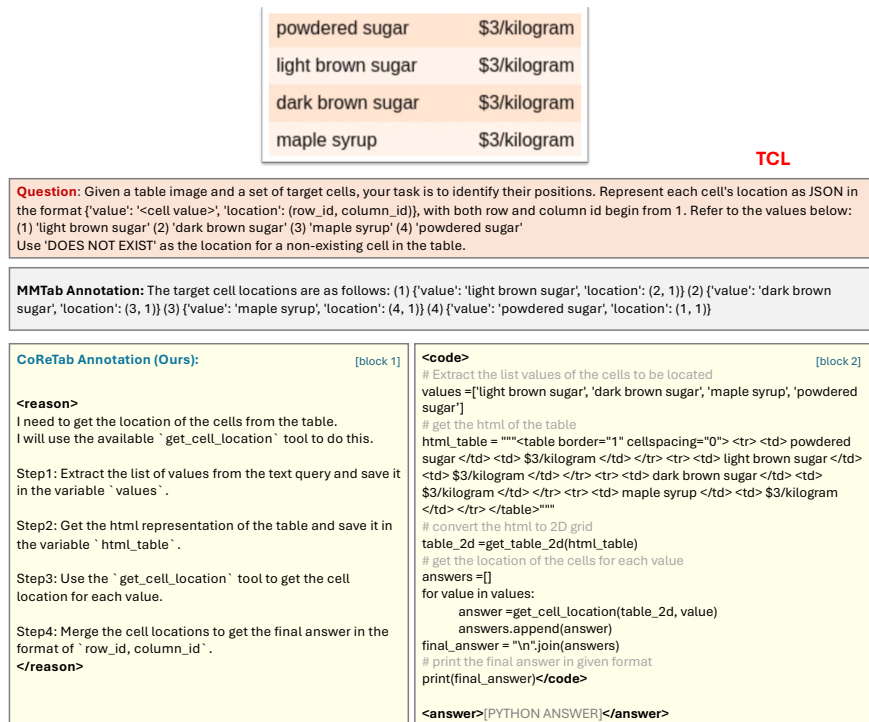 powdered sugar $3/kilogram
light brown sugar $3/kilogram
dark brown sugar $3/kilogram
maple syrup $3/kilogram
TCL
Question: Given a table image and a set of target cells, your task is to identify their positions. Represent each cell's location as JSON in
the format {'value': '<cell value>', 'location': (row_id, column_id)}, with both row and column id begin from 1. Refer to the values below:
(1) 'light brown sugar' (2) 'dark brown sugar' (3) 'maple syrup' (4) 'powdered sugar'
Use 'DOES NOT EXIST' as the location for a non-existing cell in the table.
MMTab Annotation: The target cell locations are as follows: (1) {'value': 'light brown sugar', 'location': (2, 1)} (2) {'value': 'dark brown
sugar', 'location': (3, 1)} (3) {'value': 'maple syrup', 'location': (4, 1)} (4) {'value': 'powdered sugar', 'location': (1, 1)}
CoReTab Annotation (Ours): [block 1]
<reason>
I need to get the location of the cells from the table.
I will use the available `get_cell_location` tool to do this.
Step1: Extract the list of values from the text query and save it
in the variable `values`.
Step2: Get the html representation of the table and save it in
the variable `html_table`.
Step3: Use the `get_cell_location` tool to get the cell
location for each value.
Step4: Merge the cell locations to get the final answer in the
format of `row_id, column_id`.
</reason>
<code> [block 2]
# Extract the list values of the cells to be located
values =['light brown sugar', 'dark brown sugar', 'maple syrup', 'powdered
sugar']
# get the html of the table
html_table = """<table border="1" cellspacing="0"> <tr> <td> powdered
sugar </td> <td> $3/kilogram </td> </tr> <tr> <td> light brown sugar </td>
<td> $3/kilogram </td> </tr> <tr> <td> dark brown sugar </td> <td>
$3/kilogram </td> </tr> <tr> <td> maple syrup </td> <td> $3/kilogram
</td> </tr> </table>"""
# convert the html to 2D grid
table_2d =get_table_2d(html_table)
# get the location of the cells for each value
answers =[]
for value in values:
answer =get_cell_location(table_2d, value)
answers.append(answer)
final_answer = "\n".join(answers)
# print the final answer in given format
print(final_answer)</code>
<answer>[PYTHON ANSWER]</answer>